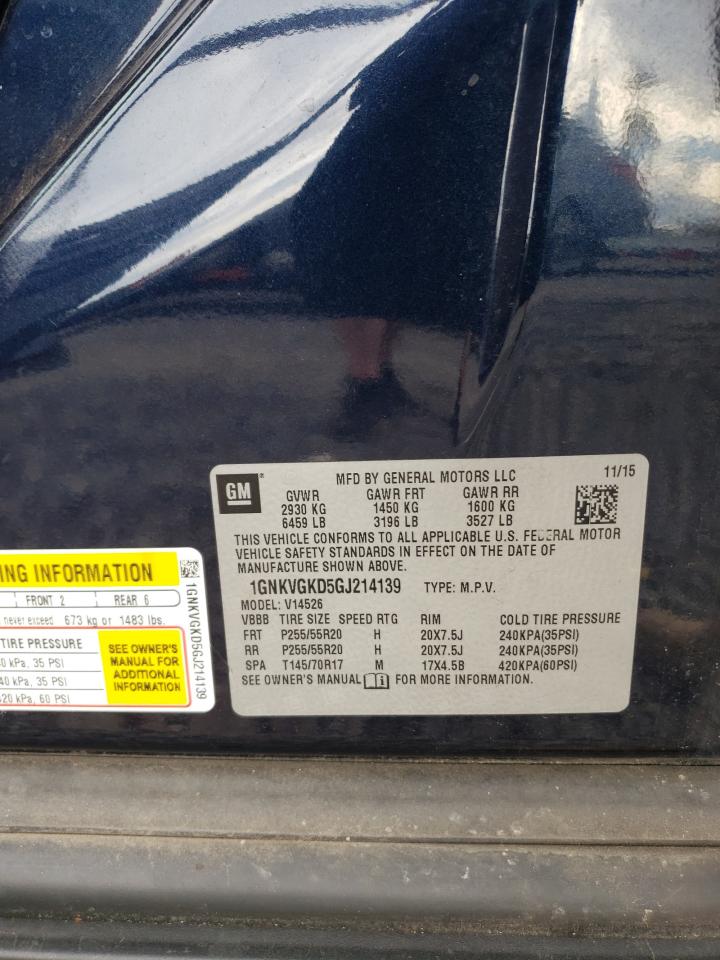 GM
MFD BY GENERAL MOTORS LLC 11/15
GVWR GAWR FRT GAWR RR
2930 KG 1450 KG 1600 KG
6459 LB 3196 LB 3527 LB
THIS VEHICLE CONFORMS TO ALL APPLICABLE U.S. FEDERAL MOTOR
VEHICLE SAFETY STANDARDS IN EFFECT ON THE DATE OF
MANUFACTURE SHOWN ABOVE.
1GNKVGKD5GJ214139 TYPE: M.P.V.
MODEL: V14526
VBBB TIRE SIZE SPEED RTG RIM COLD TIRE PRESSURE
FRT P255/55R20 H 20X7.5J 240KPA(35PSI)
RR P255/55R20 H 20X7.5J 240KPA(35PSI)
SPA T145/70R17 M 17X4.5B 420KPA(60PSI)
SEE OWNER'S MANUAL FOR MORE INFORMATION.
NG INFORMATION
FRONT 2 REAR 6
never exceed 673 kg or 1483 lbs.
TIRE PRESSURE
0 kPa, 35 PSI
40 kPa, 35 PSI
20 kPa, 60 PSI
SEE OWNER'S
MANUAL FOR
ADDITIONAL
INFORMATION
1GNKVGKD5GJ214139